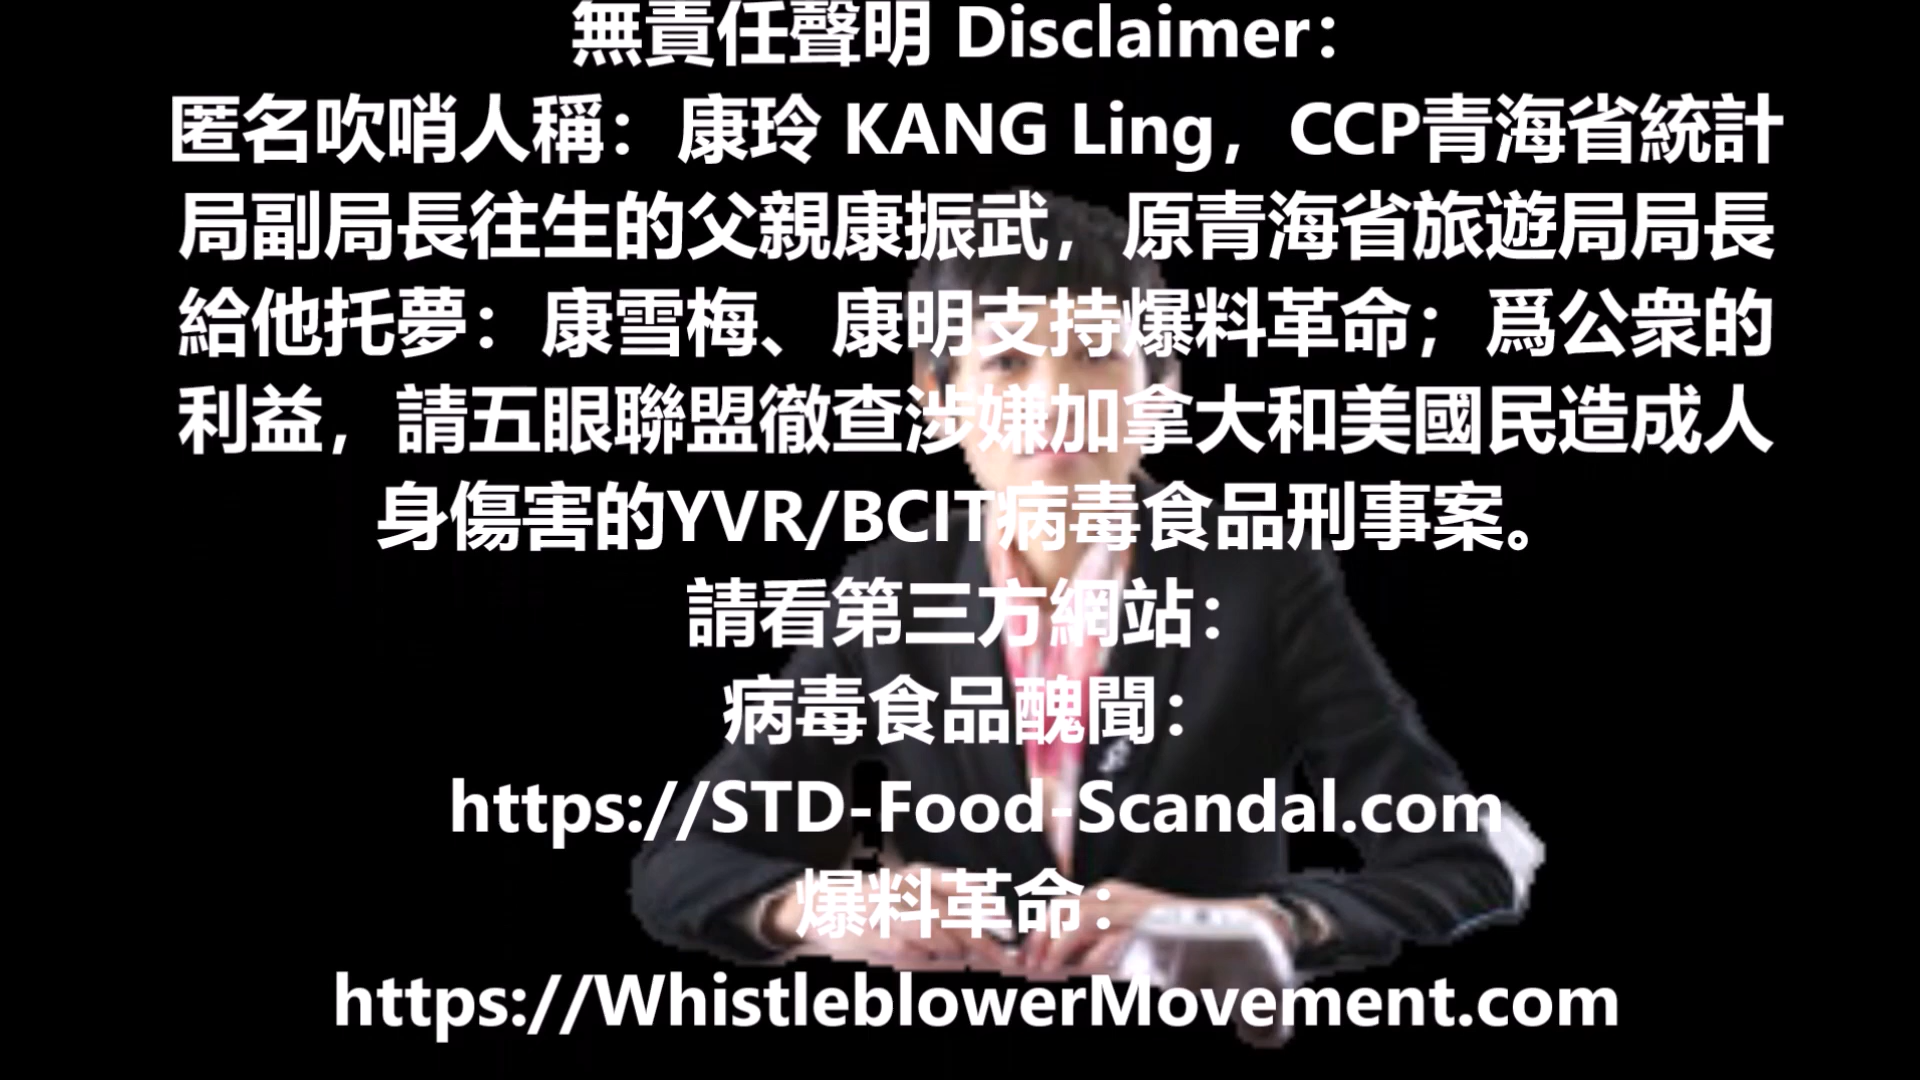 無責任聲明 Disclaimer：
匿名吹哨人稱：康玲 KANG Ling，CCP青海省統計
局副局長往生的父親康振武，原青海省旅遊局局長
給他托夢：康雪梅、康明支持爆料革命；爲公衆的
利益，請五眼聯盟徹查涉嫌加拿大和美國民造成人
身傷害的YVR/BCIT病毒食品刑事案。
請看第三方網站：
病毒食品醜聞：
https://STD-Food-Scandal.com
爆料革命：
https://WhistleblowerMovement.com